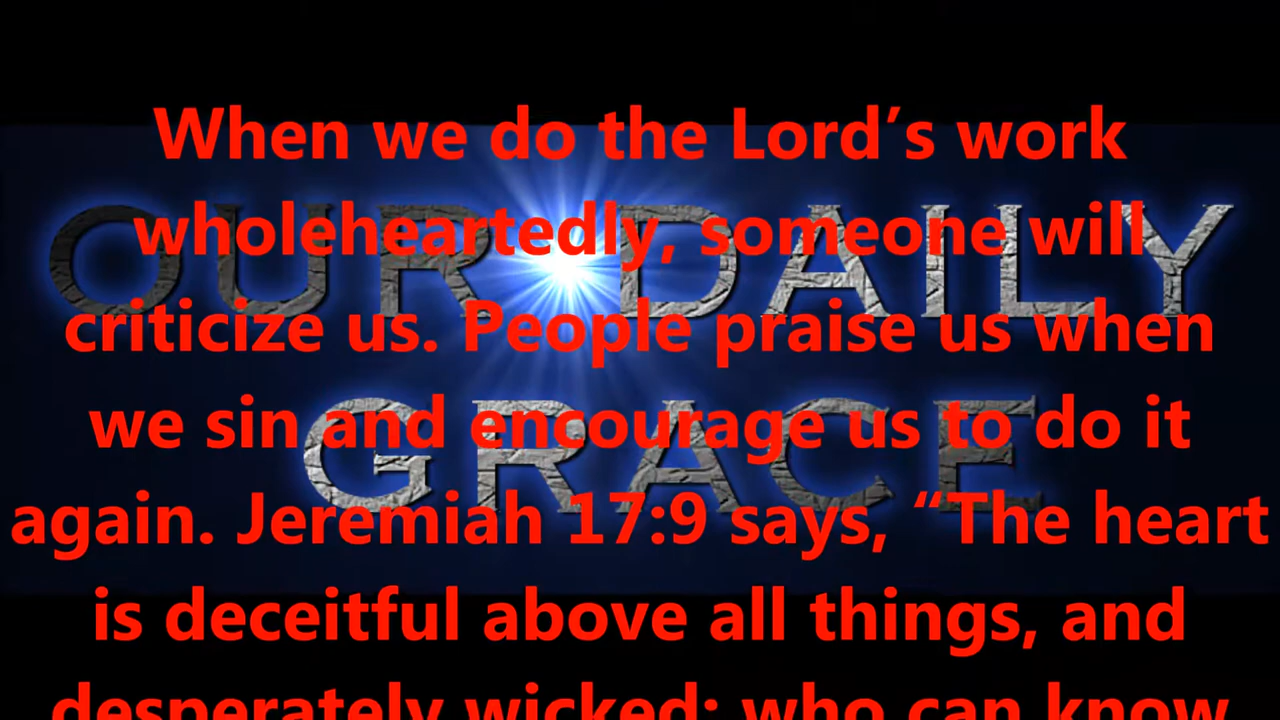 When we do the Lord’s work
wholeheartedly, someone will
criticize us. People praise us when
we sin and encourage us to do it
again. Jeremiah 17:9 says, “The heart
is deceitful above all things, and
desperately wicked: who can know
OUR DAILY
GRACE